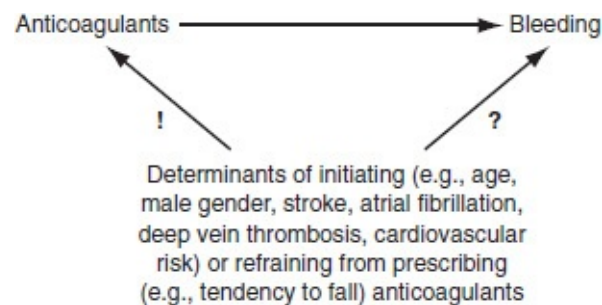 Anticoagulants Bleeding
! ?
Determinants of initiating (e.g., age,
male gender, stroke, atrial fibrillation,
deep vein thrombosis, cardiovascular
risk) or refraining from prescribing
(e.g., tendency to fall) anticoagulants